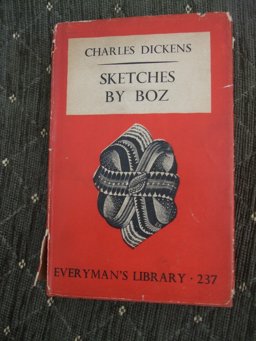 CHARLES DICKENS
SKETCHES
BY BOZ
EVERYMAN'S LIBRARY · 237